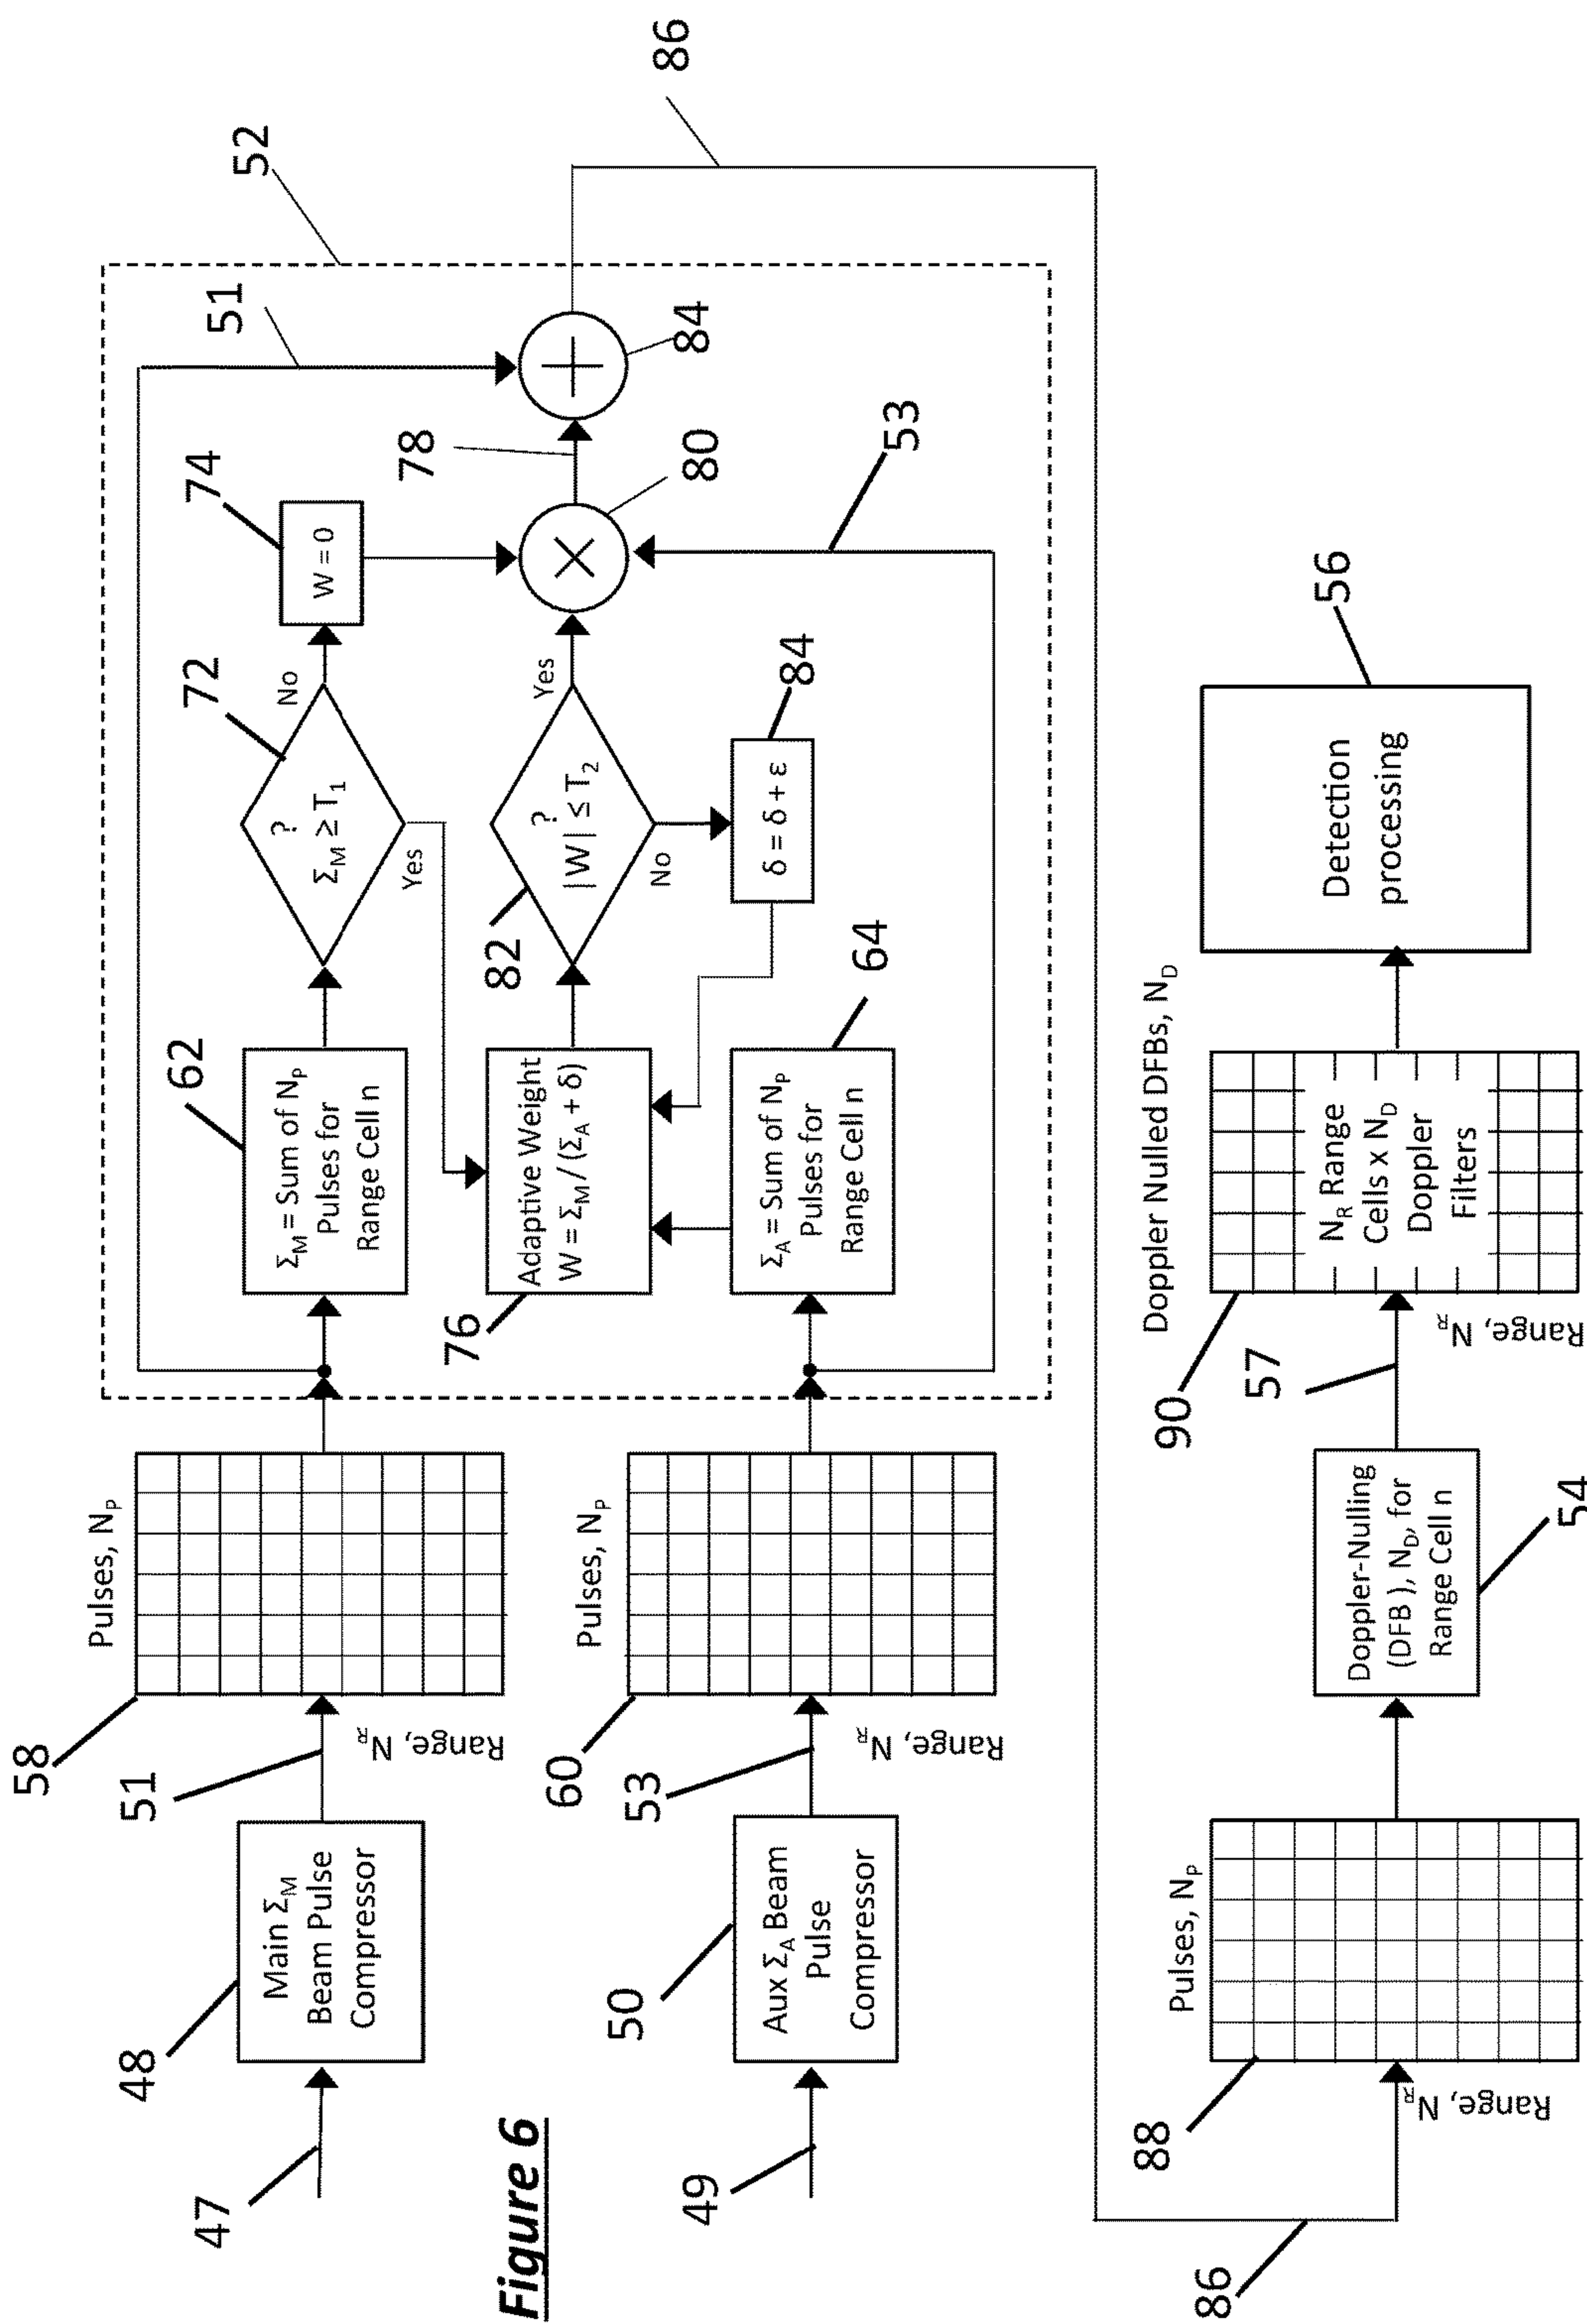 52
86
51
58
Pulses, N_P
62
72
74
51
48
Main Σ_M
Beam Pulse
Compressor
Range, N_R
Σ_M = Sum of N_P
Pulses for
Range Cell n
?
Σ_M ≥ T_1
No
Yes
W = 0
47
78
84
Adaptive Weight
W = Σ_M / (Σ_A + δ)
76
82
?
|W| ≤ T_2
Yes
No
×
+
80
60
Pulses, N_P
53
50
Aux Σ_A Beam
Pulse
Compressor
Range, N_R
Σ_A = Sum of N_P
Pulses for
Range Cell n
64
δ = δ + ε
84
53
49
Figure 6
86
88
Pulses, N_P
Range, N_R
Doppler-Nulling
(DFB ), N_D, for
Range Cell n
54
57
90
Doppler Nulled DFBs, N_D
Range, N_R
N_R Range
Cells x N_D
Doppler
Filters
Detection
processing
56